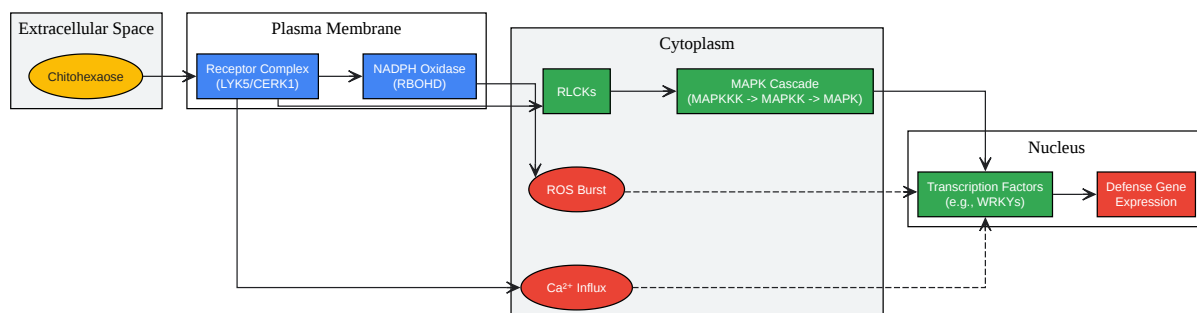 Extracellular Space
Chitohexaose
Plasma Membrane
Receptor Complex
(LYK5/CERK1)
NADPH Oxidase
(RBOHD)
Cytoplasm
RLCKs
MAPK Cascade
(MAPKKK -> MAPKK -> MAPK)
ROS Burst
Ca²⁺ Influx
Nucleus
Transcription Factors
(e.g., WRKYs)
Defense Gene
Expression